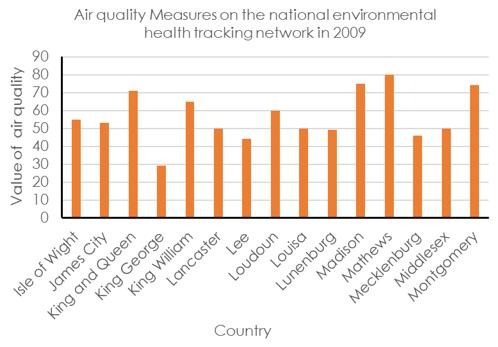 Air quality Measures on the national environmental
health tracking network in 2009
Value of  air quality
90
80
70
60
50
40
30
20
10
0
Isle of Wight
James City
King and Queen
King George
King William
Lancaster
Lee
Loudoun
Louisa
Lunenburg
Madison
Mathews
Mecklenburg
Middlesex
Montgomery
Country